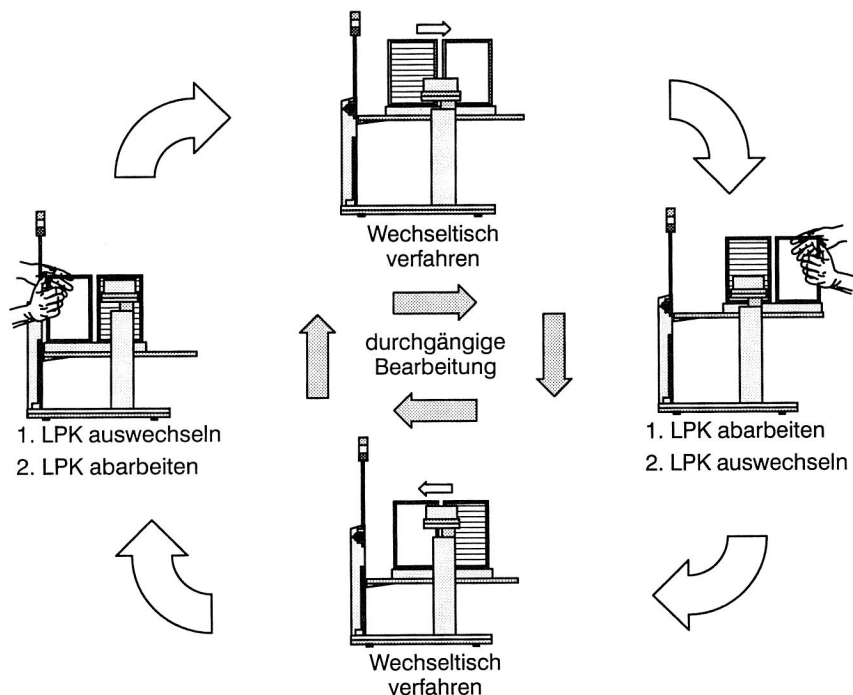 Wechseltisch
verfahren
durchgängige
Bearbeitung
1. LPK auswechseln
2. LPK abarbeiten
1. LPK abarbeiten
2. LPK auswechseln
Wechseltisch
verfahren